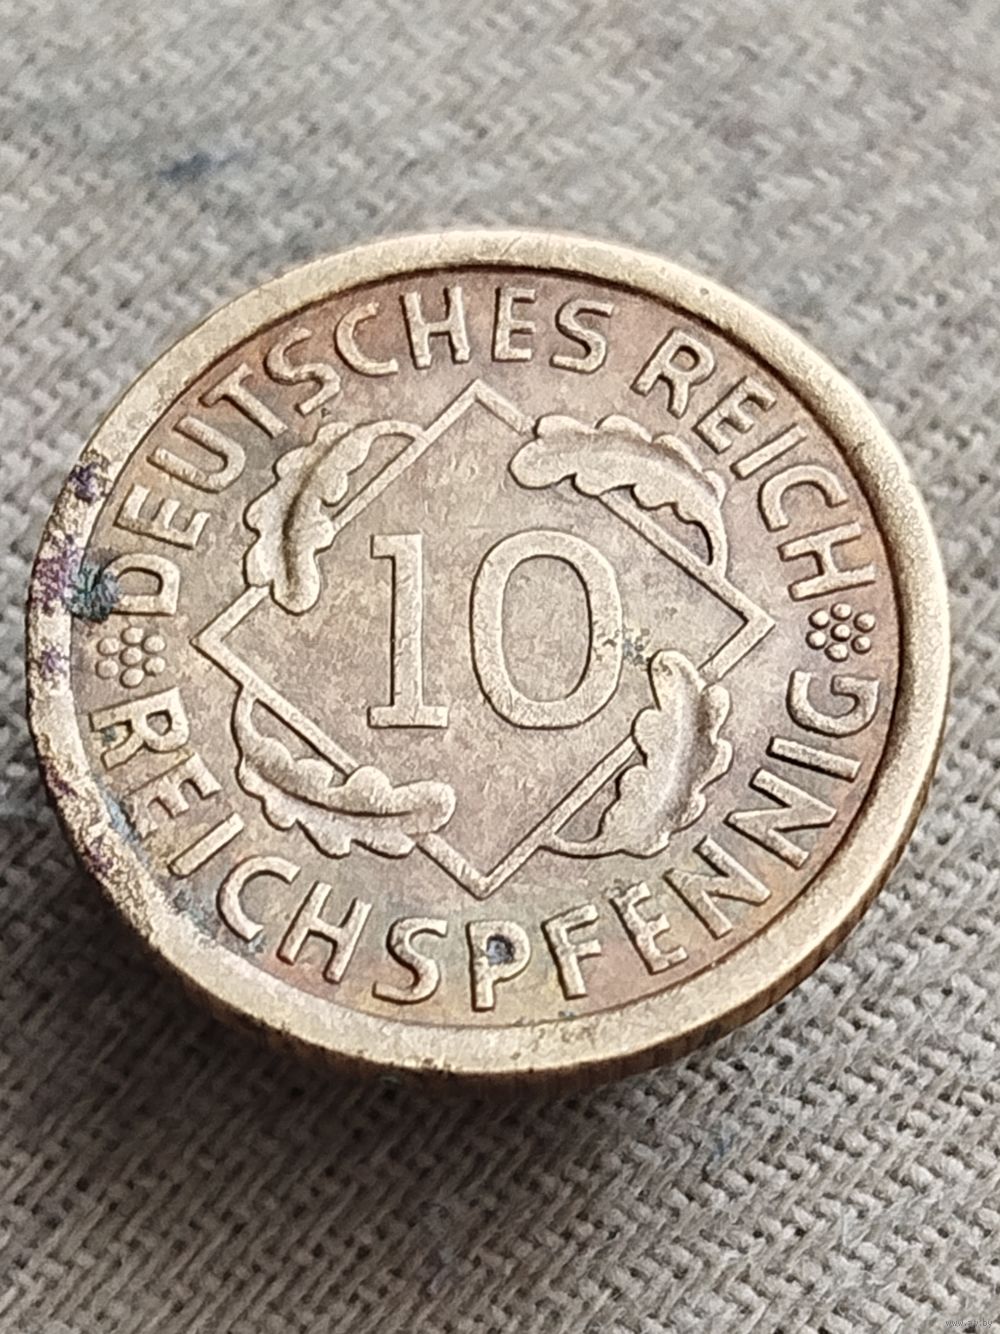 DEUTSCHES REICH
10
REICHSPFENNIG